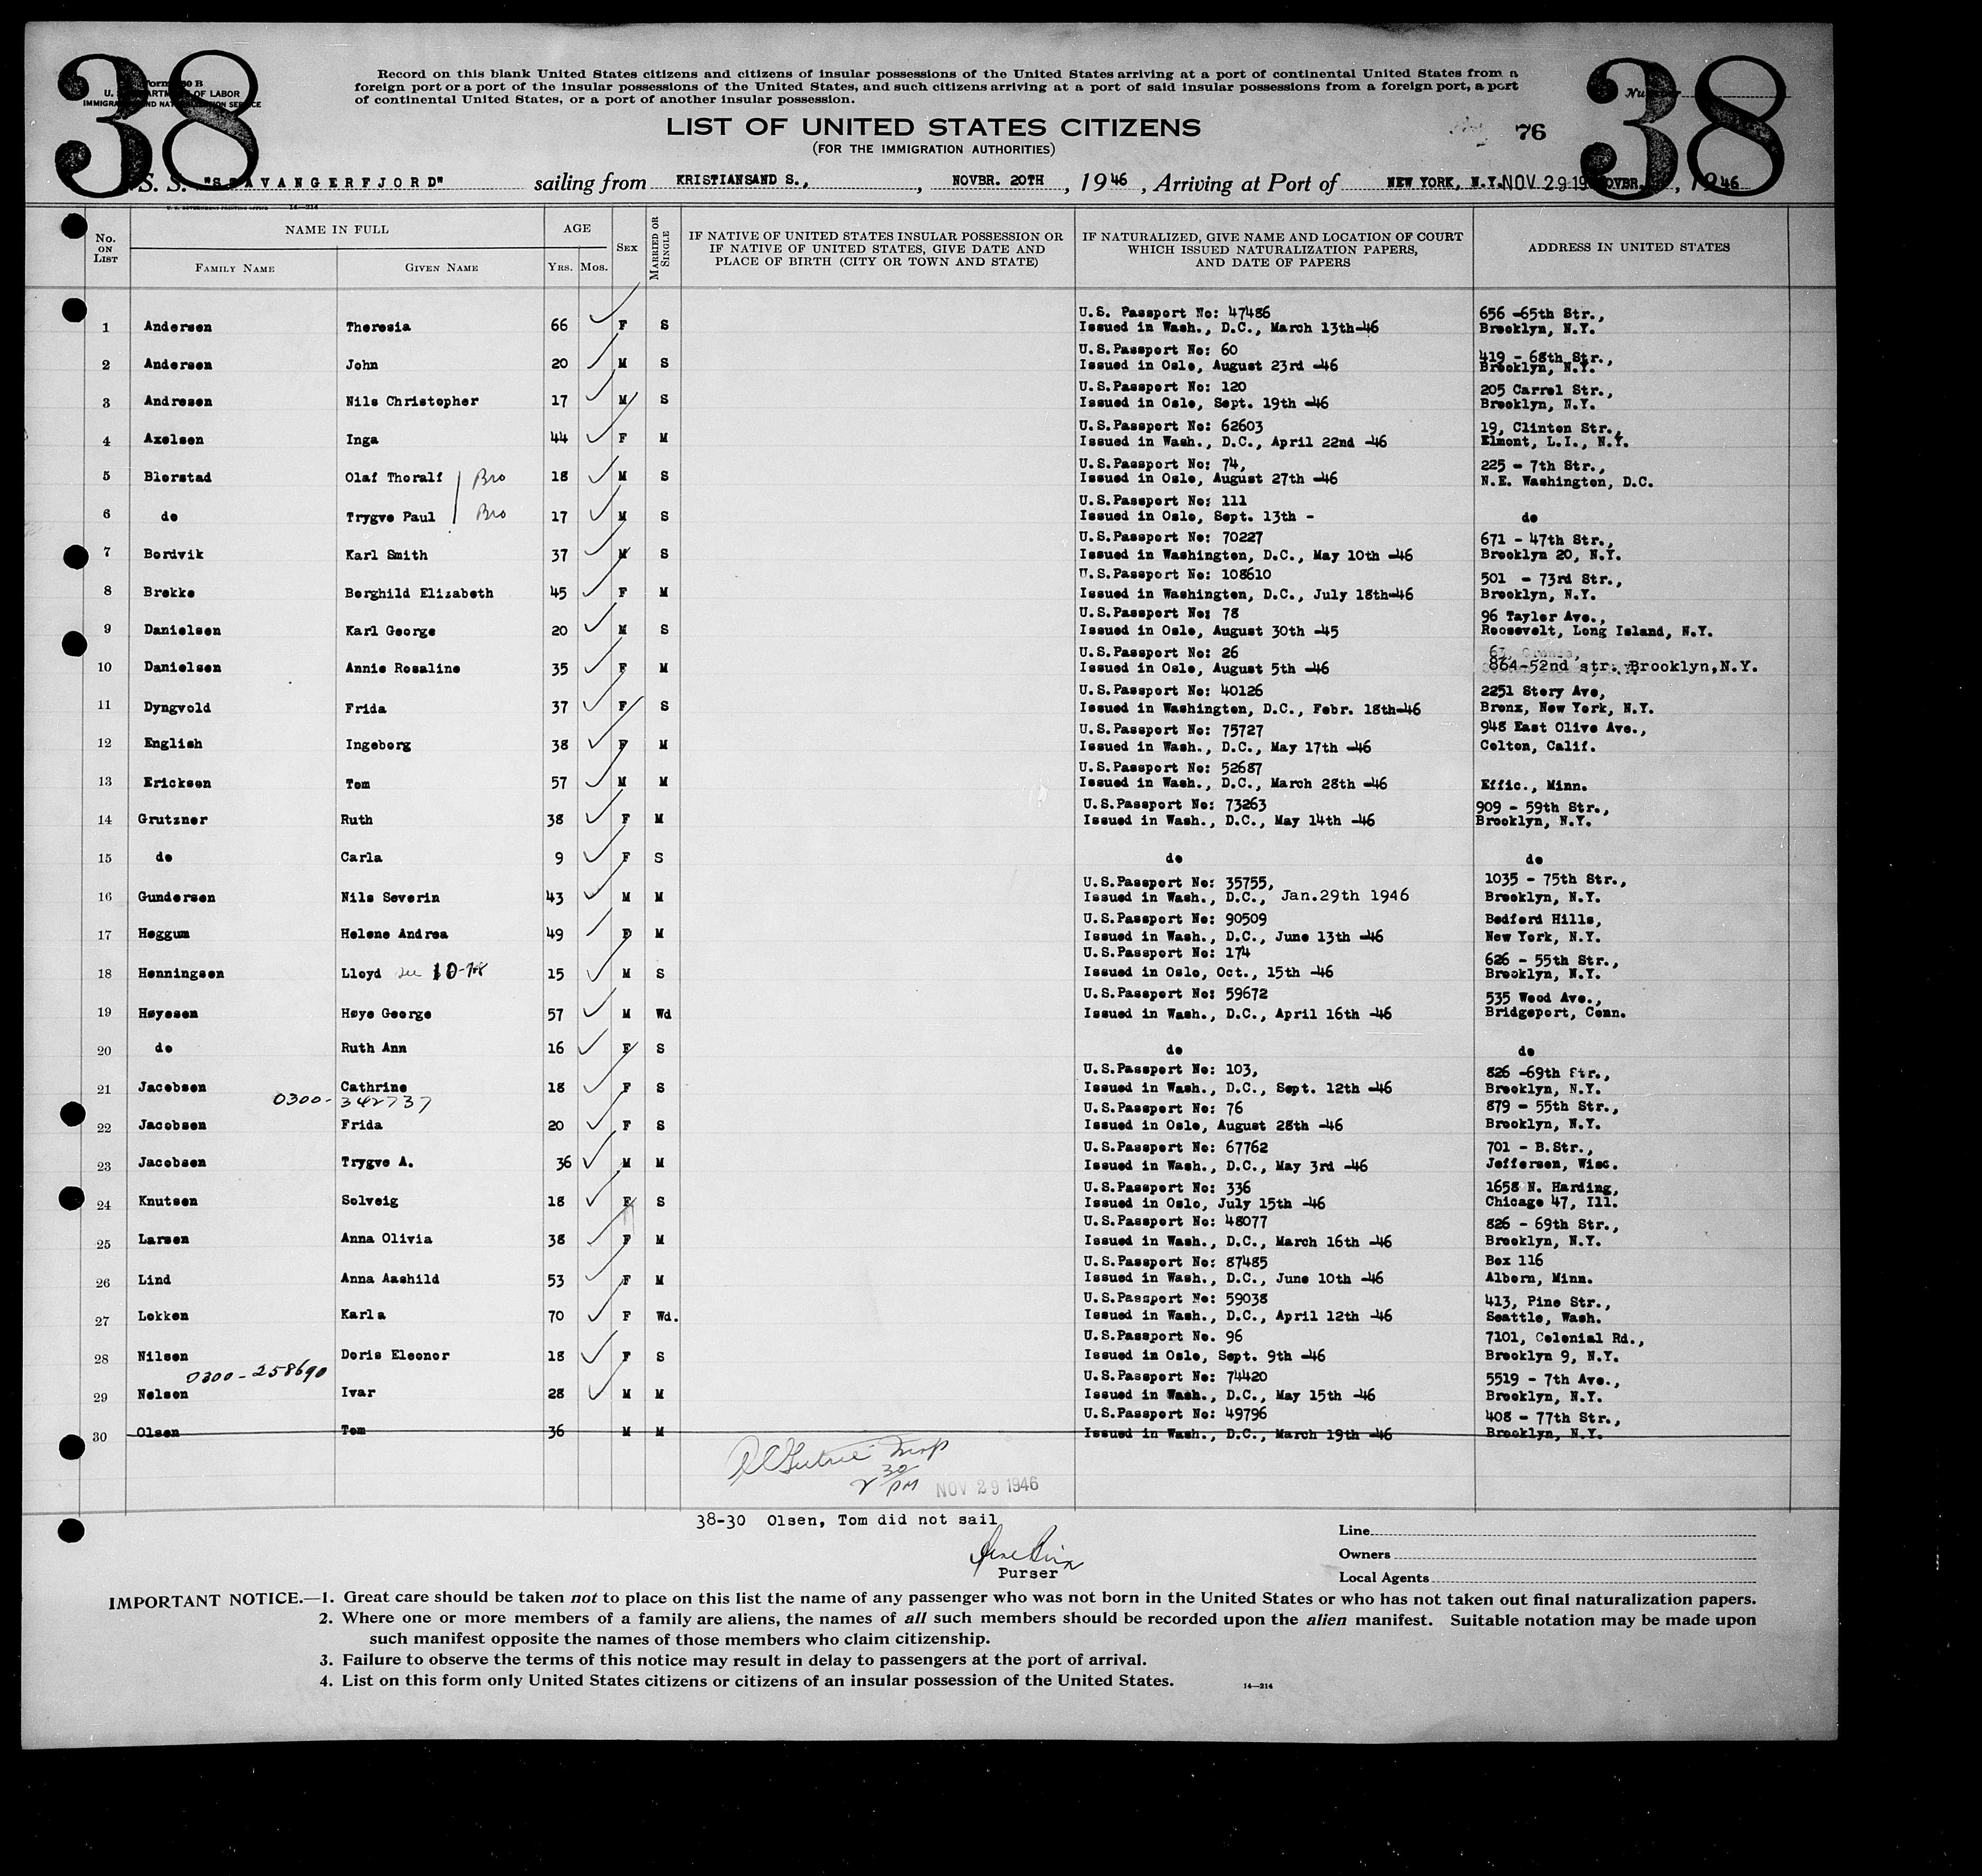 38
38
Form 630 B
U. S. DEPARTMENT OF LABOR
IMMIGRATION AND NATURALIZATION SERVICE
Record on this blank United States citizens and citizens of insular possessions of the United States arriving at a port of continental United States from a
foreign port or a port of the insular possessions of the United States, and such citizens arriving at a port of said insular possessions from a foreign port, a port
of continental United States, or a port of another insular possession.
Number
LIST OF UNITED STATES CITIZENS
76
(FOR THE IMMIGRATION AUTHORITIES)
S. S. "STAVANGERFJORD" sailing from KRISTIANSAND S., , NOVBR. 20TH , 1946 , Arriving at Port of NEW YORK, N.Y. NOV 29 19 NOVBR. , 1946
U. S. GOVERNMENT PRINTING OFFICE 14—214
No. ON LIST
NAME IN FULL
FAMILY NAME
GIVEN NAME
AGE
YRS. MOS.
SEX
MARRIED OR SINGLE
IF NATIVE OF UNITED STATES INSULAR POSSESSION OR
IF NATIVE OF UNITED STATES, GIVE DATE AND
PLACE OF BIRTH (CITY OR TOWN AND STATE)
IF NATURALIZED, GIVE NAME AND LOCATION OF COURT
WHICH ISSUED NATURALIZATION PAPERS,
AND DATE OF PAPERS
ADDRESS IN UNITED STATES
U.S. Passport No: 47486 656 -65th Str.,
1 Andersen Theresia 66 F S Issued in Wash., D.C., March 13th-46 Brooklyn, N.Y.
U.S.Passport No: 60 419 - 68th Str.,
2 Andersen John 20 M S Issued in Oslo, August 23rd -46 Brooklyn, N.Y.
U.S.Passport No: 120 205 Carrol Str.,
3 Andresen Nils Christopher 17 M S Issued in Oslo, Sept. 19th -46 Brooklyn, N.Y.
U.S.Passport No: 62603 19, Clinton Str.,
4 Axelsen Inga 44 F M Issued in Wash., D.C., April 22nd -46 Elmont, L.I., N.Y.
U.S.Passport No: 74, 225 - 7th Str.,
5 Blerstad Olaf Thoralf Bro 18 M S Issued in Oslo, August 27th -46 N.E. Washington, D.C.
U.S.Passport No: 111
6 do Trygve Paul Bro 17 M S Issued in Oslo, Sept. 13th - do
U.S.Passport No: 70227 671 - 47th Str.,
7 Bordvik Karl Smith 37 M S Issued in Washington, D.C., May 10th -46 Brooklyn 20, N.Y.
U.S.Passport No: 108610 501 - 73rd Str.,
8 Brekke Borghild Elizabeth 45 F M Issued in Washington, D.C., July 18th-46 Brooklyn, N.Y.
U.S.Passport No: 78 96 Taylor Ave.,
9 Danielsen Karl George 20 M S Issued in Oslo, August 30th -45 Roosevelt, Long Island, N.Y.
U.S.Passport No: 26
10 Danielsen Annie Rosaline 35 F M Issued in Oslo, August 5th -46 864-52nd str. Brooklyn,N.Y.
U.S.Passport No: 40126 2251 Story Ave,
11 Dyngvold Frida 37 F S Issued in Washington, D.C., Febr. 18th-46 Bronx, New York, N.Y.
U.S.Passport No: 75727 948 East Olive Ave.,
12 English Ingeborg 38 F M Issued in Wash., D.C., May 17th -46 Colton, Calif.
U.S.Passport No: 52687
13 Ericksen Tom 57 M M Issued in Wash., D.C., March 28th -46 Effic., Minn.
U.S.Passport No: 73263 909 - 59th Str.,
14 Grutzner Ruth 38 F M Issued in Wash., D.C., May 14th -46 Brooklyn, N.Y.
15 do Carla 9 F S do do
U.S.Passport No: 35755, 1035 - 75th Str.,
16 Gundersen Nils Severin 43 M M Issued in Wash., D.C., Jan.29th 1946 Brooklyn, N.Y.
U.S.Passport No: 90509 Bedford Hills,
17 Heggum Helene Andrea 49 F M Issued in Wash., D.C., June 13th -46 New York, N.Y.
U.S.Passport No: 174 626 - 55th Str.,
18 Henningsen Lloyd see 10-7+8 15 M S Issued in Oslo, Oct., 15th -46 Brooklyn, N.Y.
U.S.Passport No: 59672 535 Wood Ave.,
19 Høyesen Høye George 57 M Wd Issued in Wash., D.C., April 16th -46 Bridgeport, Conn.
20 do Ruth Ann 16 F S do do
U.S.Passport No: 103, 826 -69th Str.,
21 Jacobsen Cathrine 18 F S Issued in Wash., D.C., Sept. 12th -46 Brooklyn, N.Y.
0300-342737
U.S.Passport No: 76 879 - 55th Str.,
22 Jacobsen Frida 20 F S Issued in Oslo, August 28th -46 Brooklyn, N.Y.
U.S.Passport No: 67762 701 - B.Str.,
23 Jacobsen Trygve A. 36 M M Issued in Wash., D.C., May 3rd -46 Jefferson, Wisc.
U.S.Passport No: 336 1658 N. Harding,
24 Knutsen Solveig 18 F S Issued in Oslo, July 15th -46 Chicago 47, Ill.
U.S.Passport No: 48077 826 - 69th Str.,
25 Larsen Anna Olivia 38 F M Issued in Wash., D.C., March 16th -46 Brooklyn, N.Y.
U.S.Passport No: 87485 Box 116
26 Lind Anna Aashild 53 F M Issued in Wash., D.C., June 10th -46 Alborn, Minn.
U.S.Passport No: 59038 413, Pine Str.,
27 Lokken Karla 70 F Wd. Issued in Wash., D.C., April 12th -46 Seattle, Wash.
U.S.Passport No. 96 7101, Colonial Rd.,
28 Nilsen Doris Eleonor 18 F S Issued in Oslo, Sept. 9th -46 Brooklyn 9, N.Y.
0300-258690
U.S.Passport No: 74420 5519 - 7th Ave.,
29 Nelson Ivar 28 M M Issued in Wash., D.C., May 15th -46 Brooklyn, N.Y.
U.S.Passport No: 49796 408 - 77th Str.,
30 Olsen Tom 36 M M Issued in Wash., D.C., March 19th -46 Brooklyn, N.Y.
2 30 PM NOV 29 1946
38-30 Olsen, Tom did not sail
Purser
Line
Owners
Local Agents
IMPORTANT NOTICE.—1. Great care should be taken not to place on this list the name of any passenger who was not born in the United States or who has not taken out final naturalization papers.
2. Where one or more members of a family are aliens, the names of all such members should be recorded upon the alien manifest. Suitable notation may be made upon
such manifest opposite the names of those members who claim citizenship.
3. Failure to observe the terms of this notice may result in delay to passengers at the port of arrival.
4. List on this form only United States citizens or citizens of an insular possession of the United States.
14—214